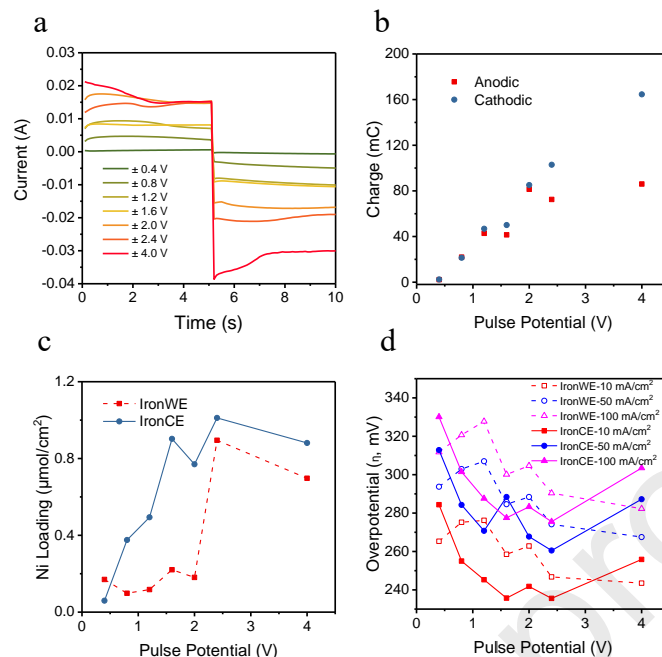 a
0.03
0.02
0.01
0.00
-0.01
-0.02
-0.03
-0.04
Current (A)
± 0.4 V
± 0.8 V
± 1.2 V
± 1.6 V
± 2.0 V
± 2.4 V
± 4.0 V
0 2 4 6 8 10
Time (s)
b
200
160
120
80
40
0
Charge (mC)
Anodic
Cathodic
0 1 2 3 4
Pulse Potential (V)
c
1.2
0.8
0.4
0.0
Ni Loading (μmol/cm²)
IronWE
IronCE
0 1 2 3 4
Pulse Potential (V)
d
340
320
300
280
260
240
Overpotential (η, mV)
IronWE-10 mA/cm²
IronWE-50 mA/cm²
IronWE-100 mA/cm²
IronCE-10 mA/cm²
IronCE-50 mA/cm²
IronCE-100 mA/cm²
0 1 2 3 4
Pulse Potential (V)